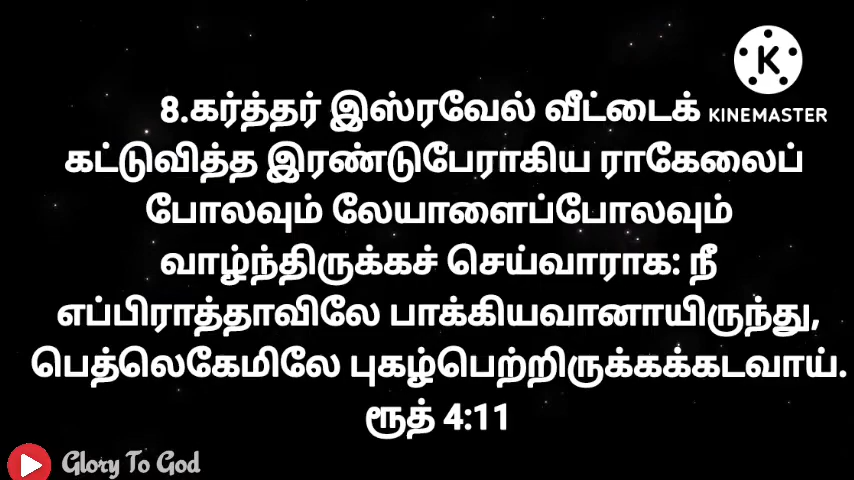 8.கர்த்தர் இஸ்ரவேல் வீட்டைக்
KINEMASTER
கட்டுவித்த இரண்டுபேராகிய ராகேலைப்
போலவும் லேயாளைப்போலவும்
வாழ்ந்திருக்கச் செய்வாராக: நீ
எப்பிராத்தாவிலே பாக்கியவானாயிருந்து,
பெத்லெகேமிலே புகழ்பெற்றிருக்கக்கடவாய்.
ரூத் 4:11
Glory To God